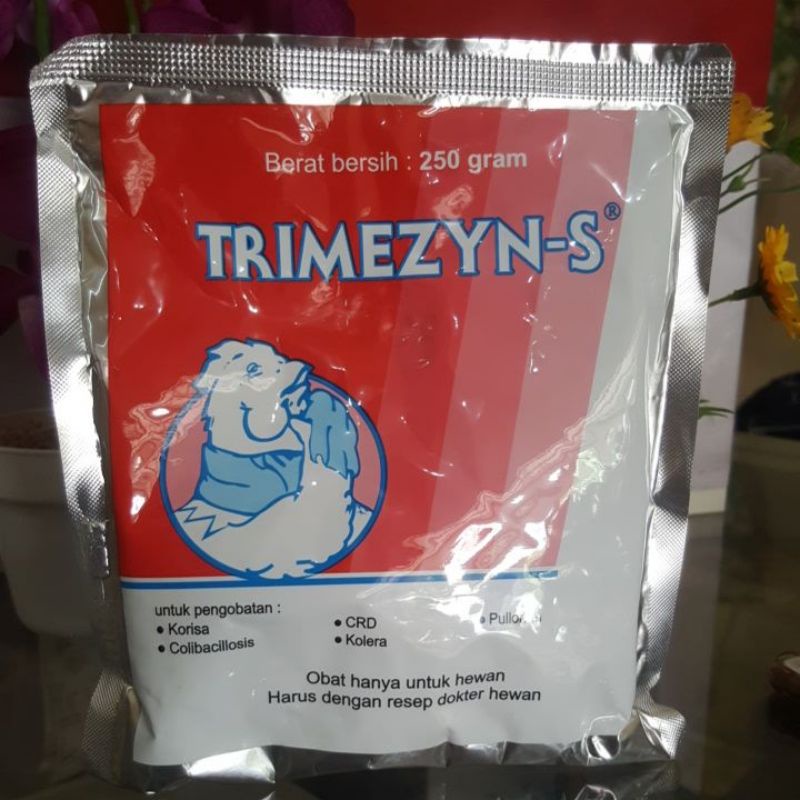 Berat bersih : 250 gram
TRIMEZYN-S®
untuk pengobatan :
• Korisa
• Colibacillosis
• CRD
• Kolera
Obat hanya untuk hewan
Harus dengan resep dokter hewan